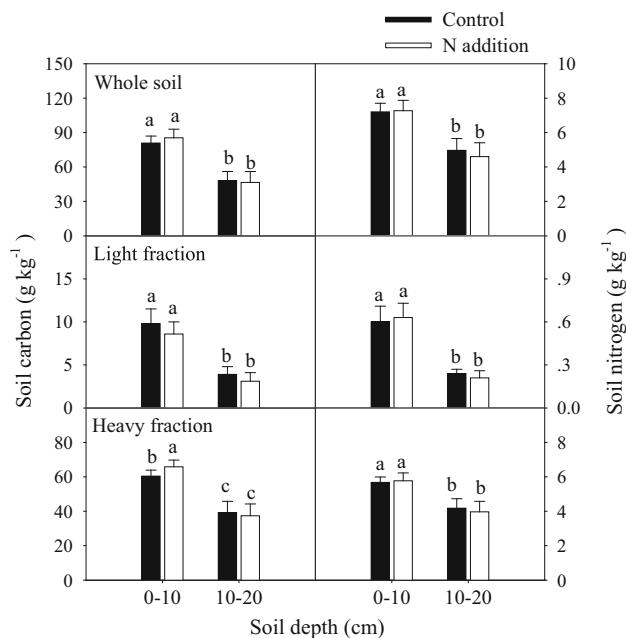 Control
N addition
150
120
90
60
30
0
Whole soil
a a
b b
a a
b b
10
8
6
4
2
0
15
10
5
0
Light fraction
a a
b b
a a
b b
.9
.6
.3
0.0
80
60
40
20
0
Heavy fraction
b a
c c
a a
b b
8
6
4
2
0
0-10 10-20 0-10 10-20
Soil depth (cm)
Soil carbon (g kg⁻¹ )
Soil nitrogen (g kg⁻¹ )